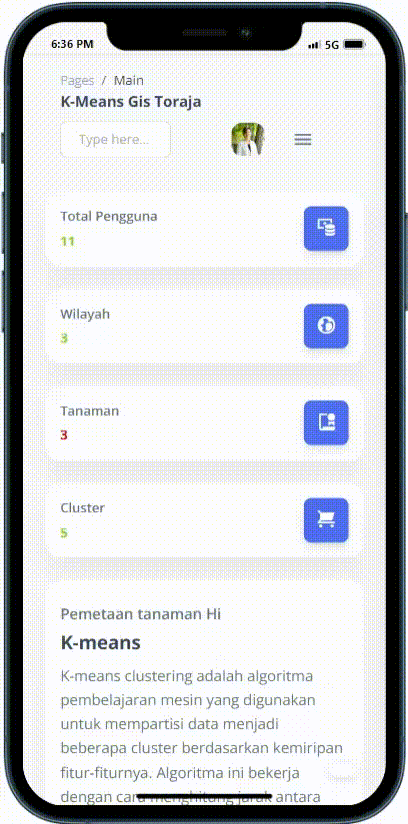 6:36 PM 5G
Pages / Main
K-Means Gis Toraja
Type here...
Total Pengguna
11
Wilayah
3
Tanaman
3
Cluster
5
Pemetaan tanaman Hi
K-means
K-means clustering adalah algoritma
pembelajaran mesin yang digunakan
untuk mempartisi data menjadi
beberapa cluster berdasarkan kemiripan
fitur-fiturnya. Algoritma ini bekerja
dengan cara menghitung jarak antara